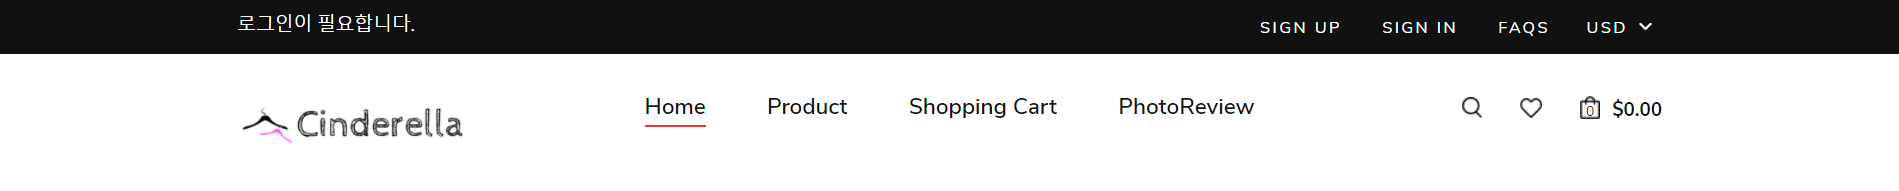 로그인이 필요합니다.
SIGN UP SIGN IN FAQS USD
Cinderella
Home Product Shopping Cart PhotoReview
0 $0.00